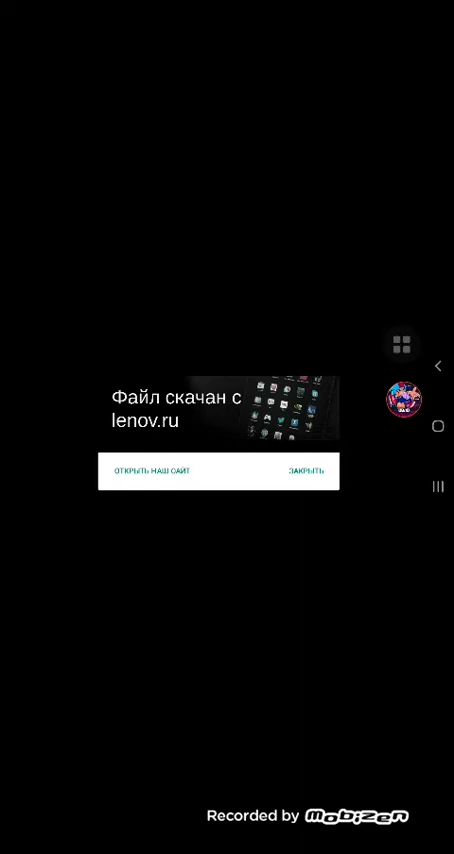 Файл скачан с
lenov.ru
ОТКРЫТЬ НАШ САЙТ
ЗАКРЫТЬ
Recorded by Mobizen